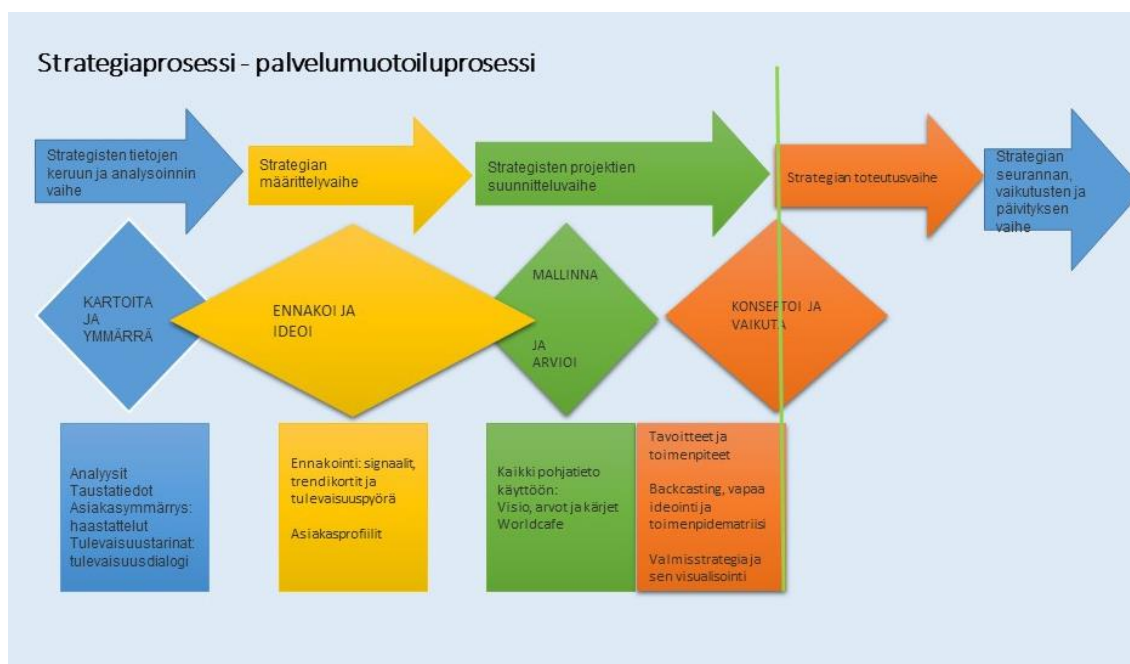 Strategiaprosessi - palvelumuotoiluprosessi
Strategisten tietojen
keruun ja analysoinnin
vaihe
Strategian
määrittelyvaihe
Strategisten projektien
suunnitteluvaihe
Strategian toteutusvaihe
Strategian
seurannan,
vaikutusten ja
päivityksen
vaihe
KARTOITA
JA
YMMÄRRÄ
ENNAKOI JA
IDEOI
MALLINNA
JA
ARVIOI
KONSEPTOI JA
VAIKUTA
Analyysit
Taustatiedot
Asiakasymmärrys:
haastattelut
Tulevaisuustarinat:
tulevaisuusdialogi
Ennakointi: signaalit,
trendikortit ja
tulevaisuuspyörä
Asiakasprofiilit
Kaikki pohjatieto
käyttöön:
Visio, arvot ja kärjet
Worldcafe
Tavoitteet ja
toimenpiteet
Backcasting, vapaa
ideointi ja
toimenpidematriisi
Valmis strategia ja
sen visualisointi